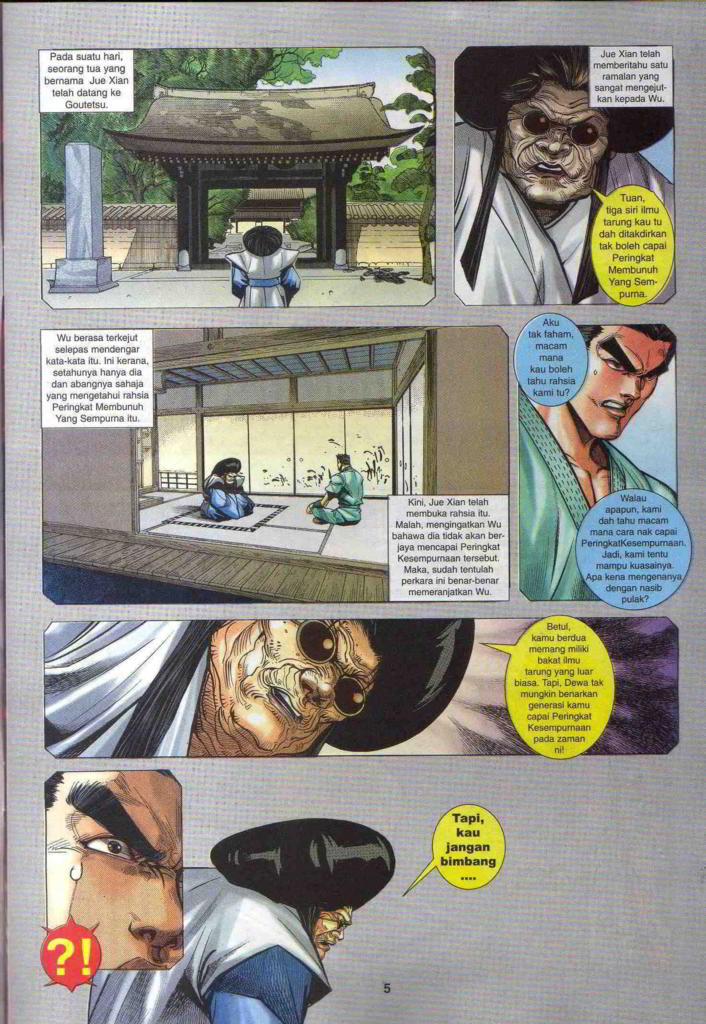 Pada suatu hari,
seorang tua yang
bernama Jue Xian
telah datang ke
Goutetsu.
Jue Xian telah
memberitahu satu
ramalan yang
sangat mengejut-
kan kepada Wu.
Tuan,
tiga siri ilmu
tarung kau tu
dah ditakdirkan
tak boleh capai
Peringkat
Membunuh
Yang Sem-
purna.
Wu berasa terkejut
selepas mendengar
kata-kata itu. Ini kerana,
setahunya hanya dia
dan abangnya sahaja
yang mengetahui rahsia
Peringkat Membunuh
Yang Sempurna itu.
Kini, Jue Xian telah
membuka rahsia itu.
Malah, mengingatkan Wu
bahawa dia tidak akan ber-
jaya mencapai Peringkat
Kesempurnaan tersebut.
Maka, sudah tentulah
perkara ini benar-benar
memeranjatkan Wu.
Aku
tak faham,
macam
mana
kau boleh
tahu rahsia
kami tu?
Walau
apapun, kami
dah tahu macam
mana cara nak capai
PeringkatKesempurnaan.
Jadi, kami tentu
mampu kuasainya.
Apa kena mengenanya
dengan nasib
pulak?
Betul,
kamu berdua
memang miliki
bakat ilmu
tarung yang luar
biasa. Tapi, Dewa tak
mungkin benarkan
generasi kamu
capai Peringkat
Kesempurnaan
pada zaman
ni!
?!
Tapi,
kau
jangan
bimbang
....
5